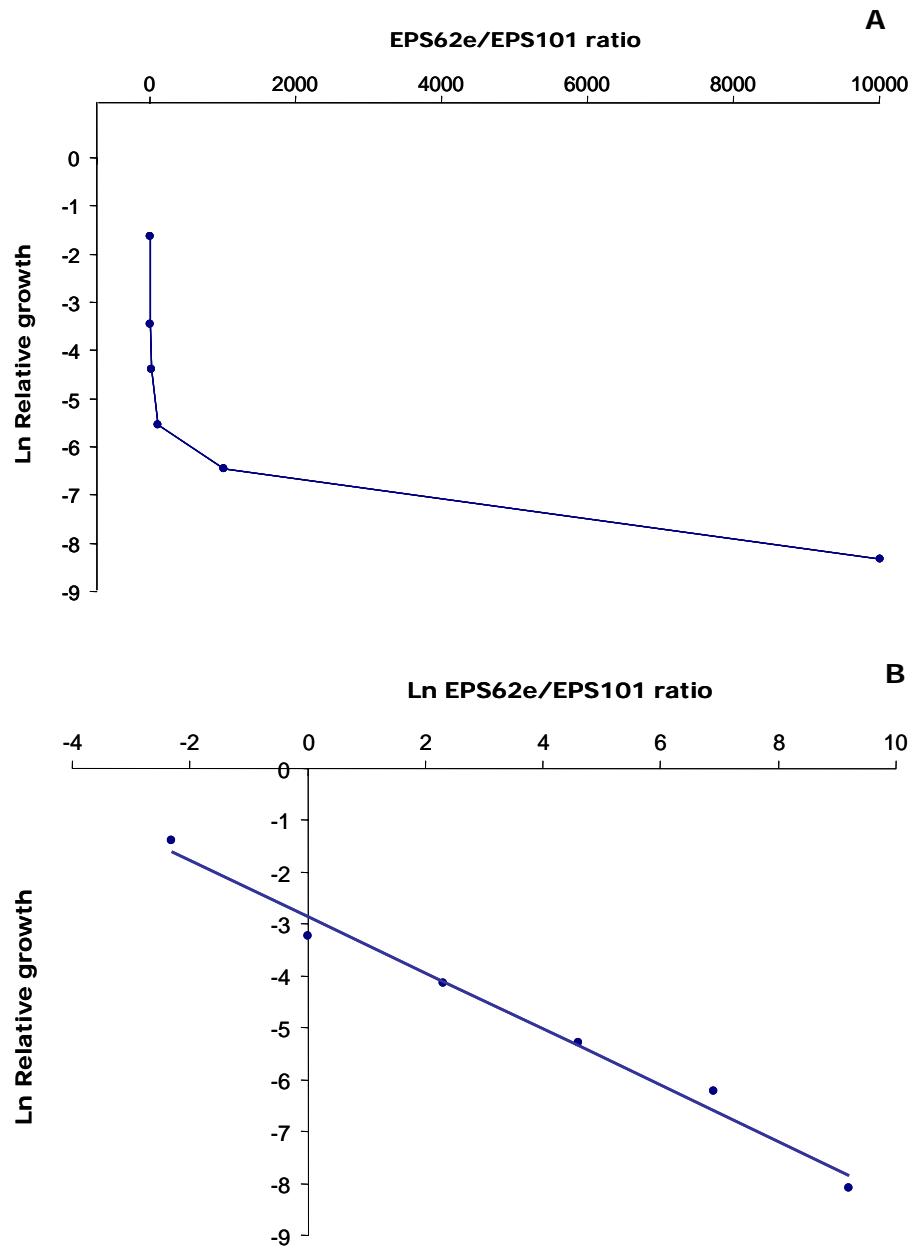 A
EPS62e/EPS101 ratio
0 2000 4000 6000 8000 10000
0
-1
-2
-3
-4
-5
-6
-7
-8
-9
Ln Relative growth
B
Ln EPS62e/EPS101 ratio
-4 -2 0 2 4 6 8 10
0
-1
-2
-3
-4
-5
-6
-7
-8
-9
Ln Relative growth